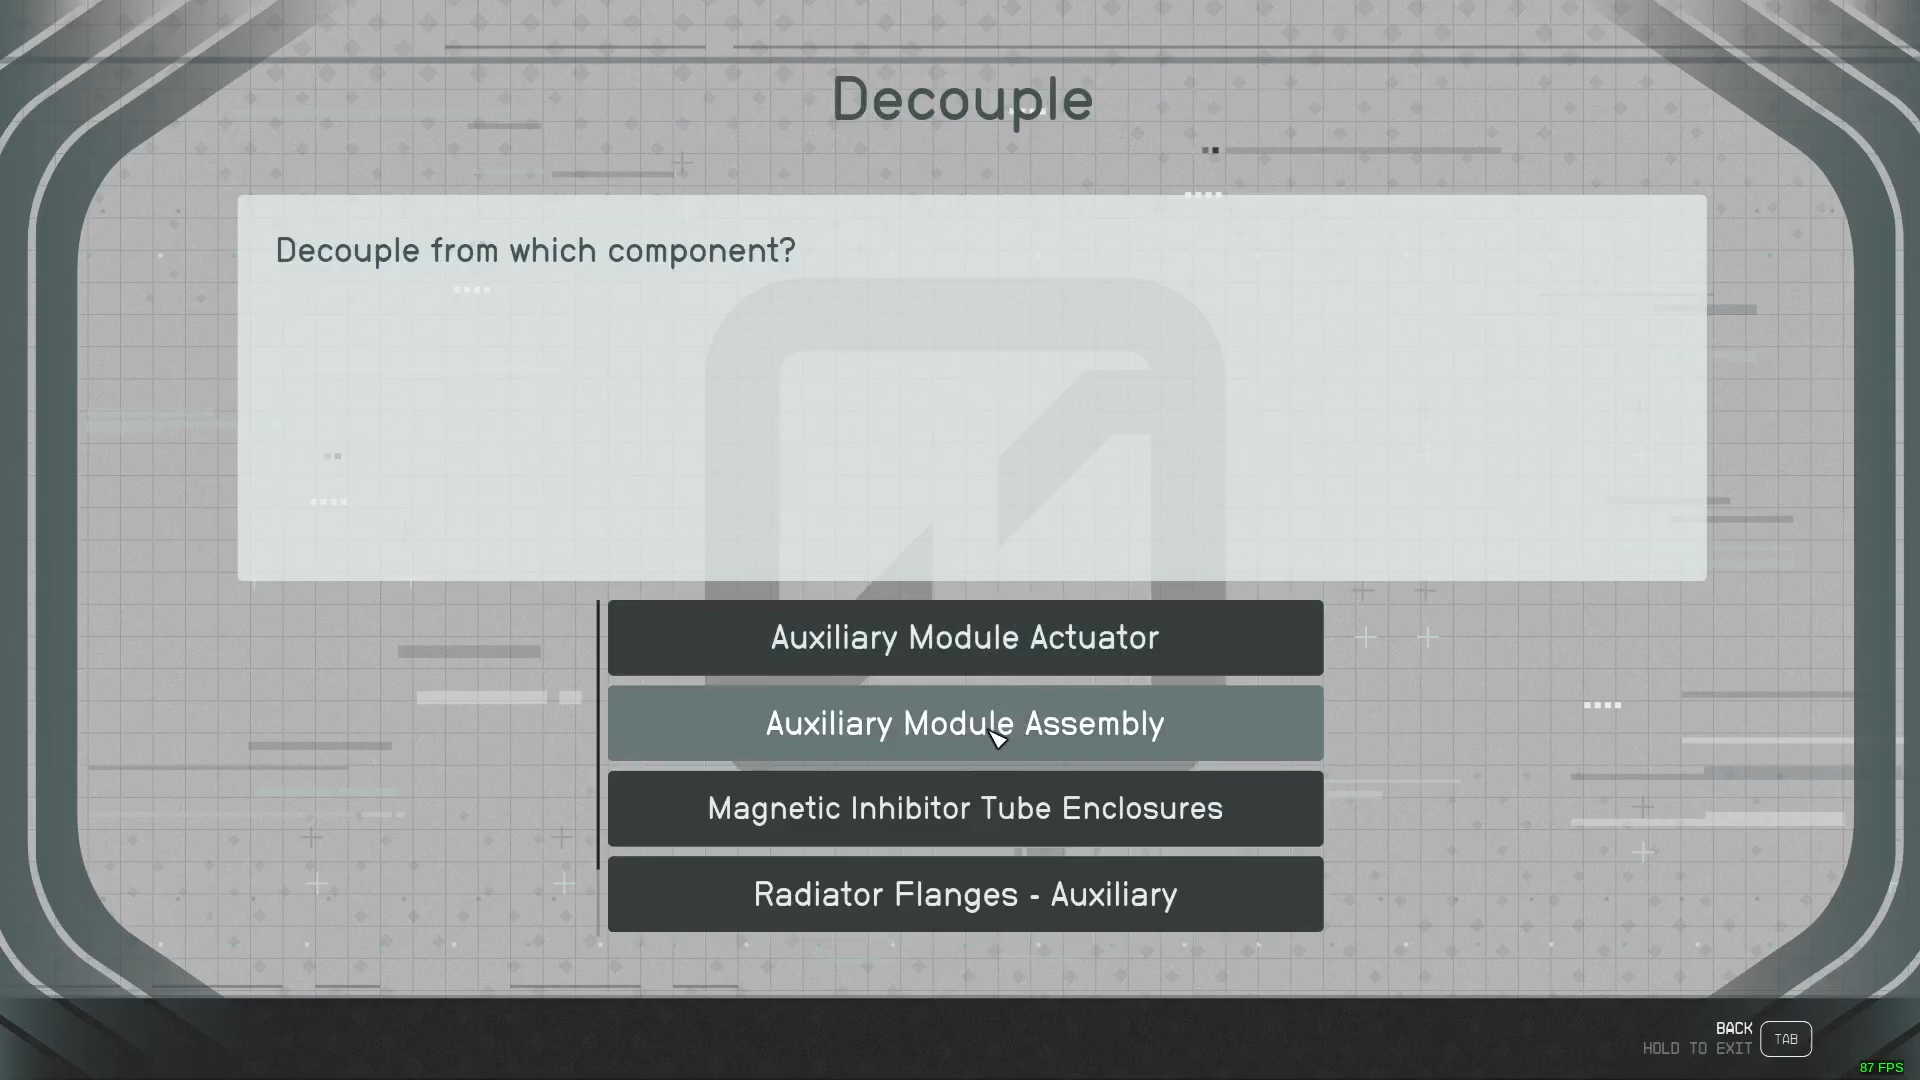 Decouple
Decouple from which component?
Auxiliary Module Actuator
Auxiliary Module Assembly
Magnetic Inhibitor Tube Enclosures
Radiator Flanges - Auxiliary
BACK
HOLD TO EXIT
TAB
87 FPS